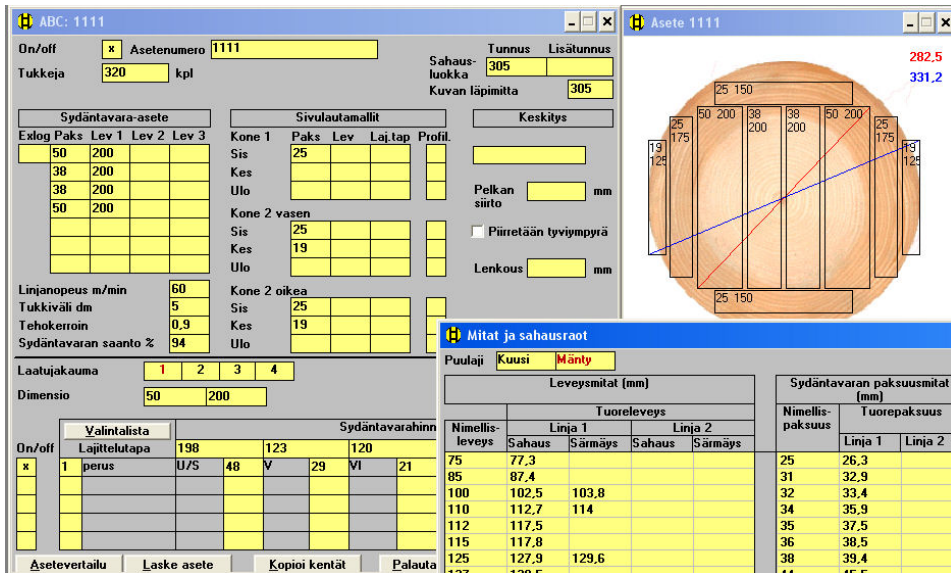 ABC: 1111
On/off x Asetenumero 1111
Tukkeja 320 kpl
Tunnus Lisätunnus
Sahaus-luokka 305
Kuvan läpimitta 305
Sydäntavara-asete
Exlog Paks Lev 1 Lev 2 Lev 3
50 200
38 200
38 200
50 200
Linjanopeus m/min 60
Tukkiväli dm 5
Tehokerroin 0,9
Sydäntavaran saanto % 94
Sivulautamallit
Kone 1 Paks Lev Laj.tap Profil.
Sis 25
Kes
Ulo
Kone 2 vasen
Sis 25
Kes 19
Ulo
Kone 2 oikea
Sis 25
Kes 19
Ulo
Keskitys
Pelkan siirto mm
Piirretään tyviympyrä
Lenkous mm
Laatujakauma 1 2 3 4
Dimensio 50 200
Valintalista Sydäntavarahinn
On/off Lajittelutapa 198 123 120
x 1 perus U/S 48 V 29 VI 21
Asetevertailu Laske asete Kopioi kentät Palauta
Asete 1111
282,5
331,2
25 150
50 200 38 200 38 200 50 200
25 175
25 175
19 125
19 125
25 150
Mitat ja sahausraot
Puulaji Kuusi Mänty
Leveysmitat (mm)
Tuoreleveys
Nimellis-leveys Linja 1 Linja 2
Sahaus Särmäys Sahaus Särmäys
75 77,3
85 87,4
100 102,5 103,8
110 112,7 114
112 117,5
115 117,8
125 127,9 129,6
Sydäntavaran paksuusmitat (mm)
Nimellis-paksuus Tuorepaksuus
Linja 1 Linja 2
25 26,3
31 32,9
32 33,4
34 35,9
35 37,5
36 38,5
38 39,4